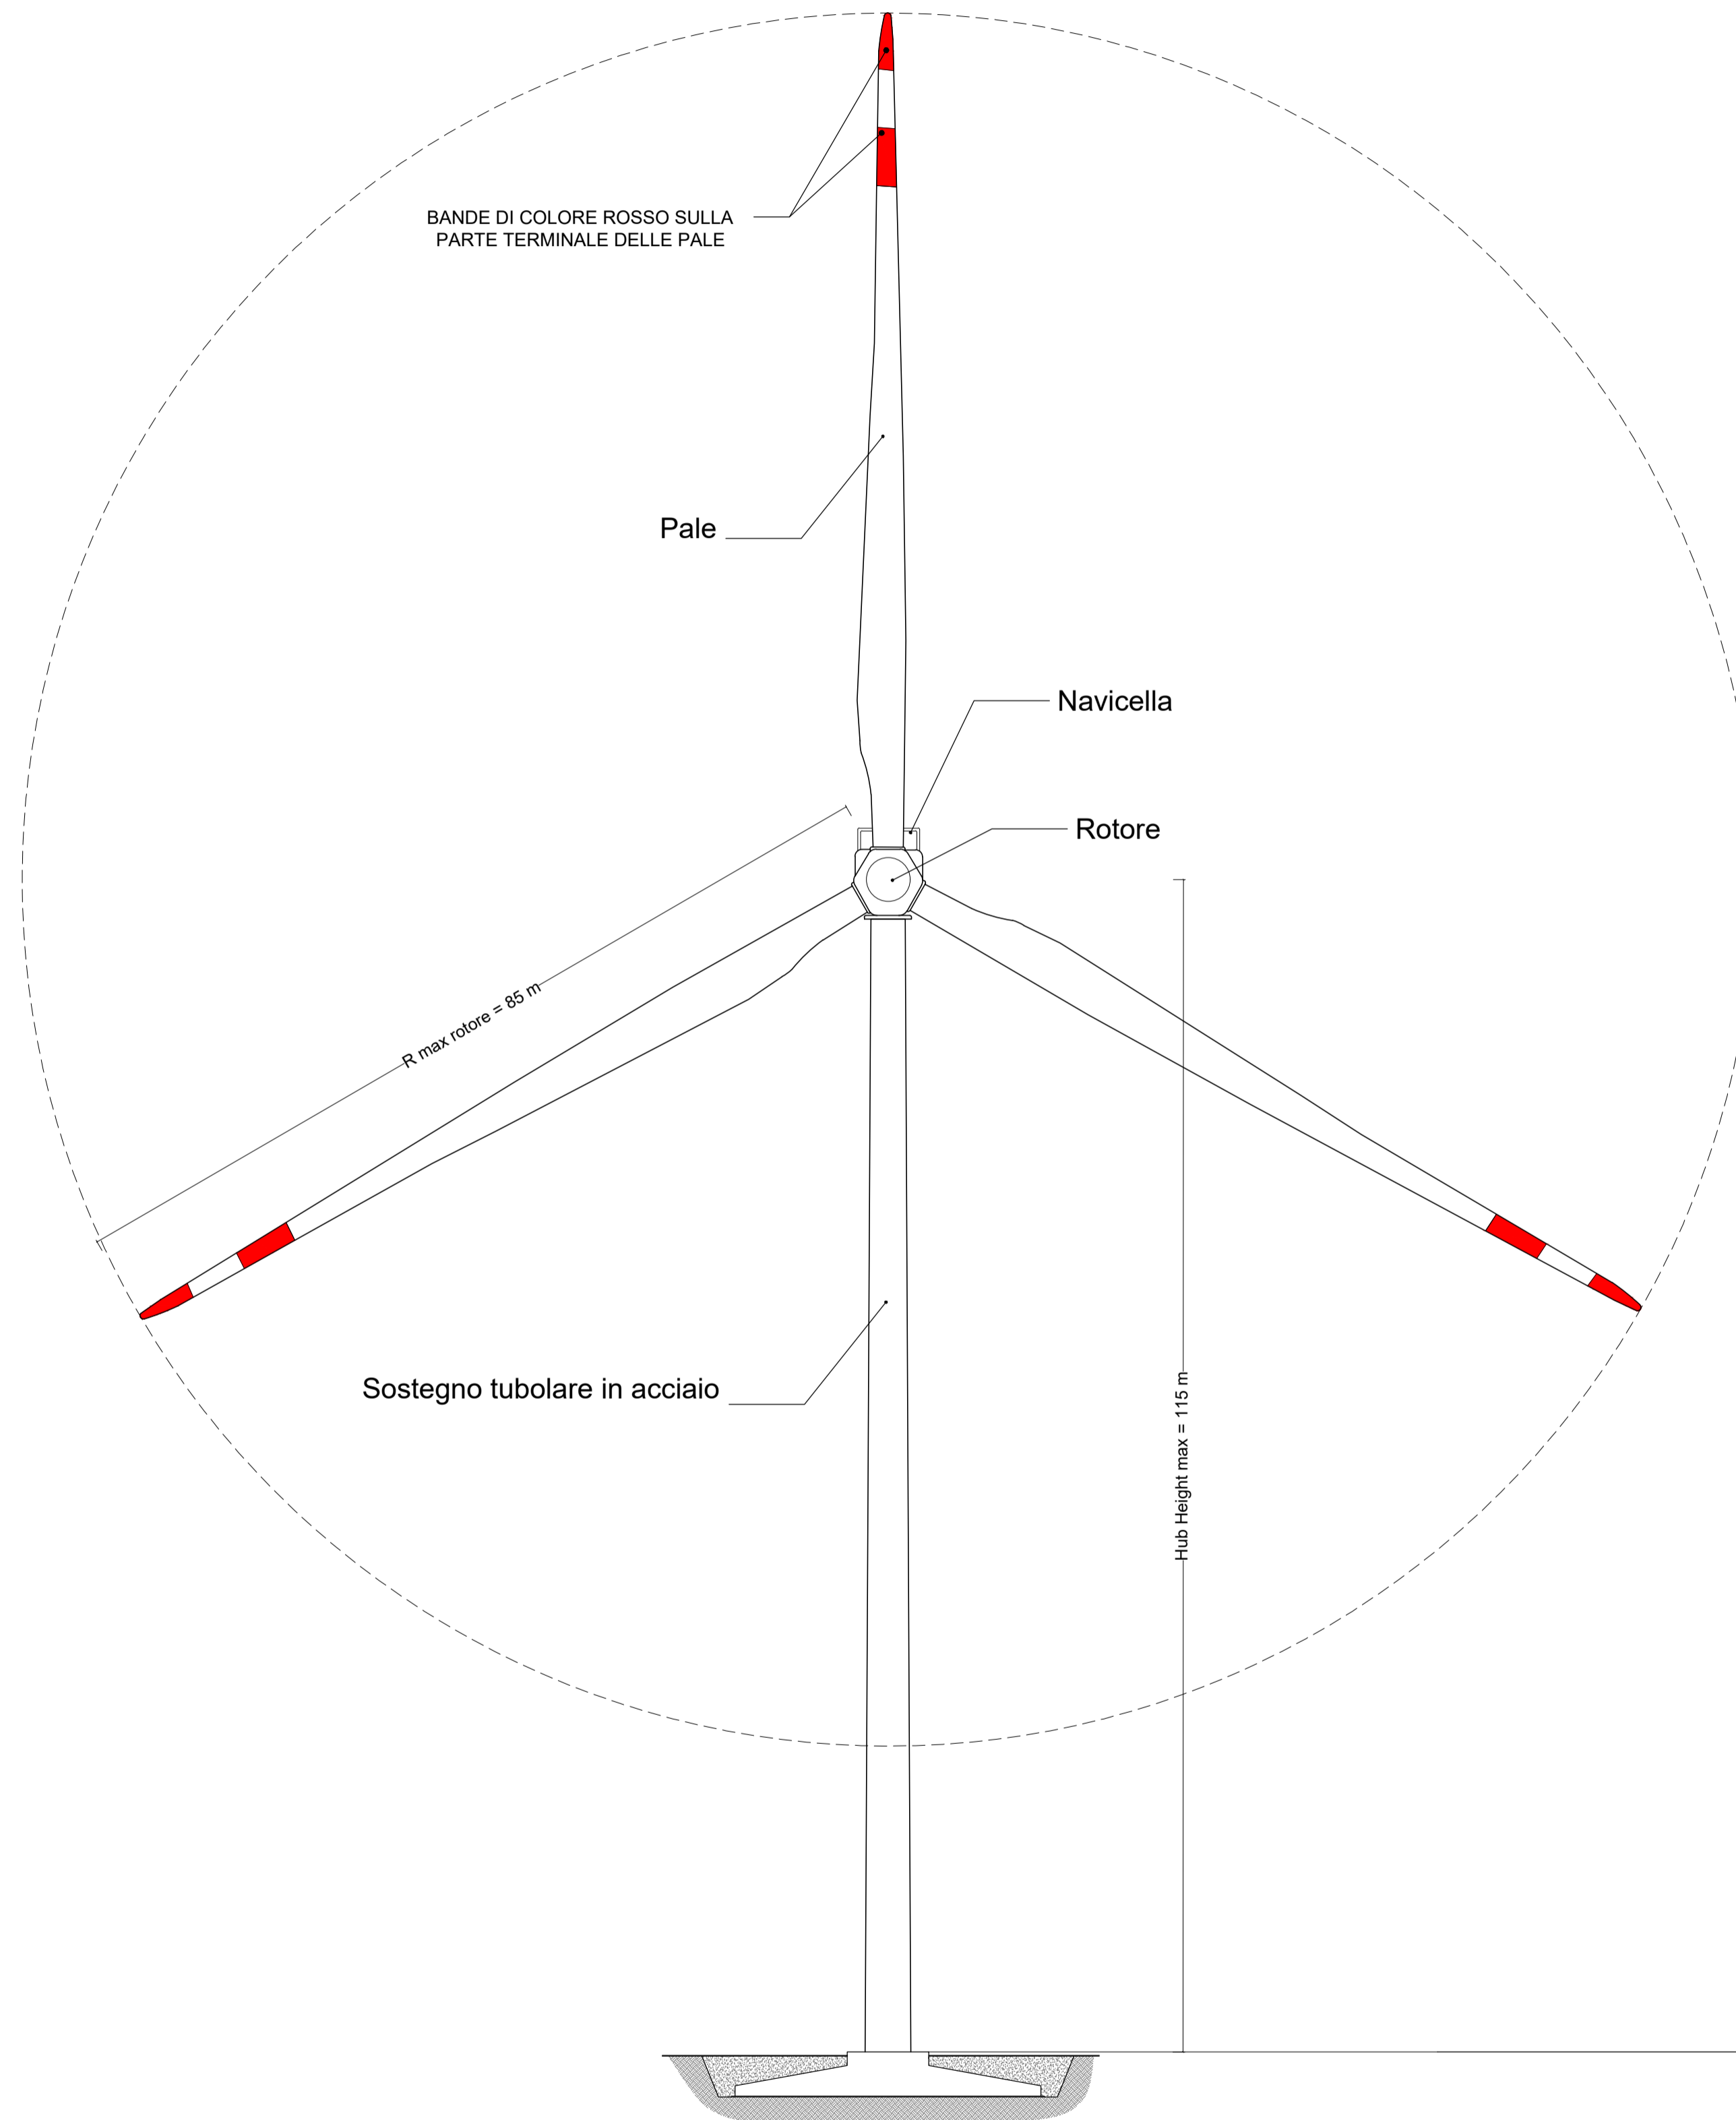 BANDE DI COLORE ROSSO SULLA
PARTE TERMINALE DELLE PALE
Pale
Navicella
Rotore
R max rotore = 85 m
Sostegno tubolare in acciaio
Hub Height max = 115 m